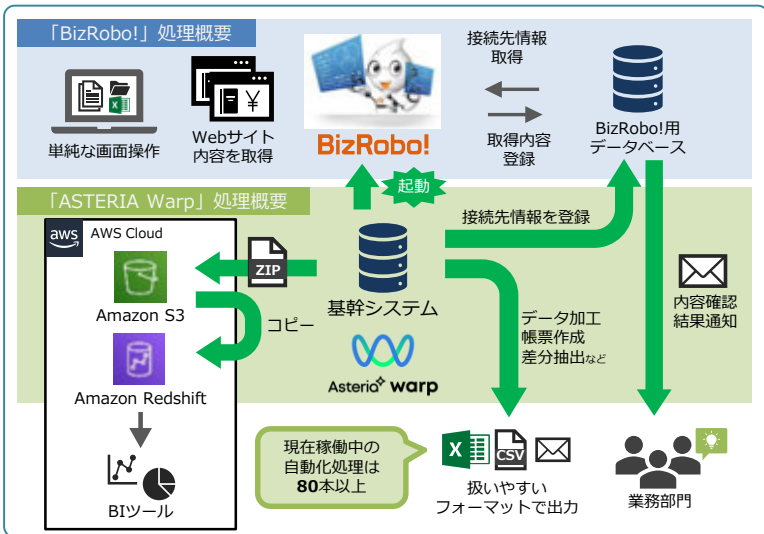 「BizRobo!」処理概要
単純な画面操作
Webサイト
内容を取得
BizRobo!
接続先情報
取得
取得内容
登録
BizRobo!用
データベース
起動
「ASTERIA Warp」処理概要
aws
AWS Cloud
Amazon S3
コピー
Amazon Redshift
BIツール
ZIP
基幹システム
Asteria warp
接続先情報を登録
データ加工
帳票作成
差分抽出など
内容確認
結果通知
現在稼働中の
自動化処理は
80本以上
X
CSV
扱いやすい
フォーマットで出力
業務部門